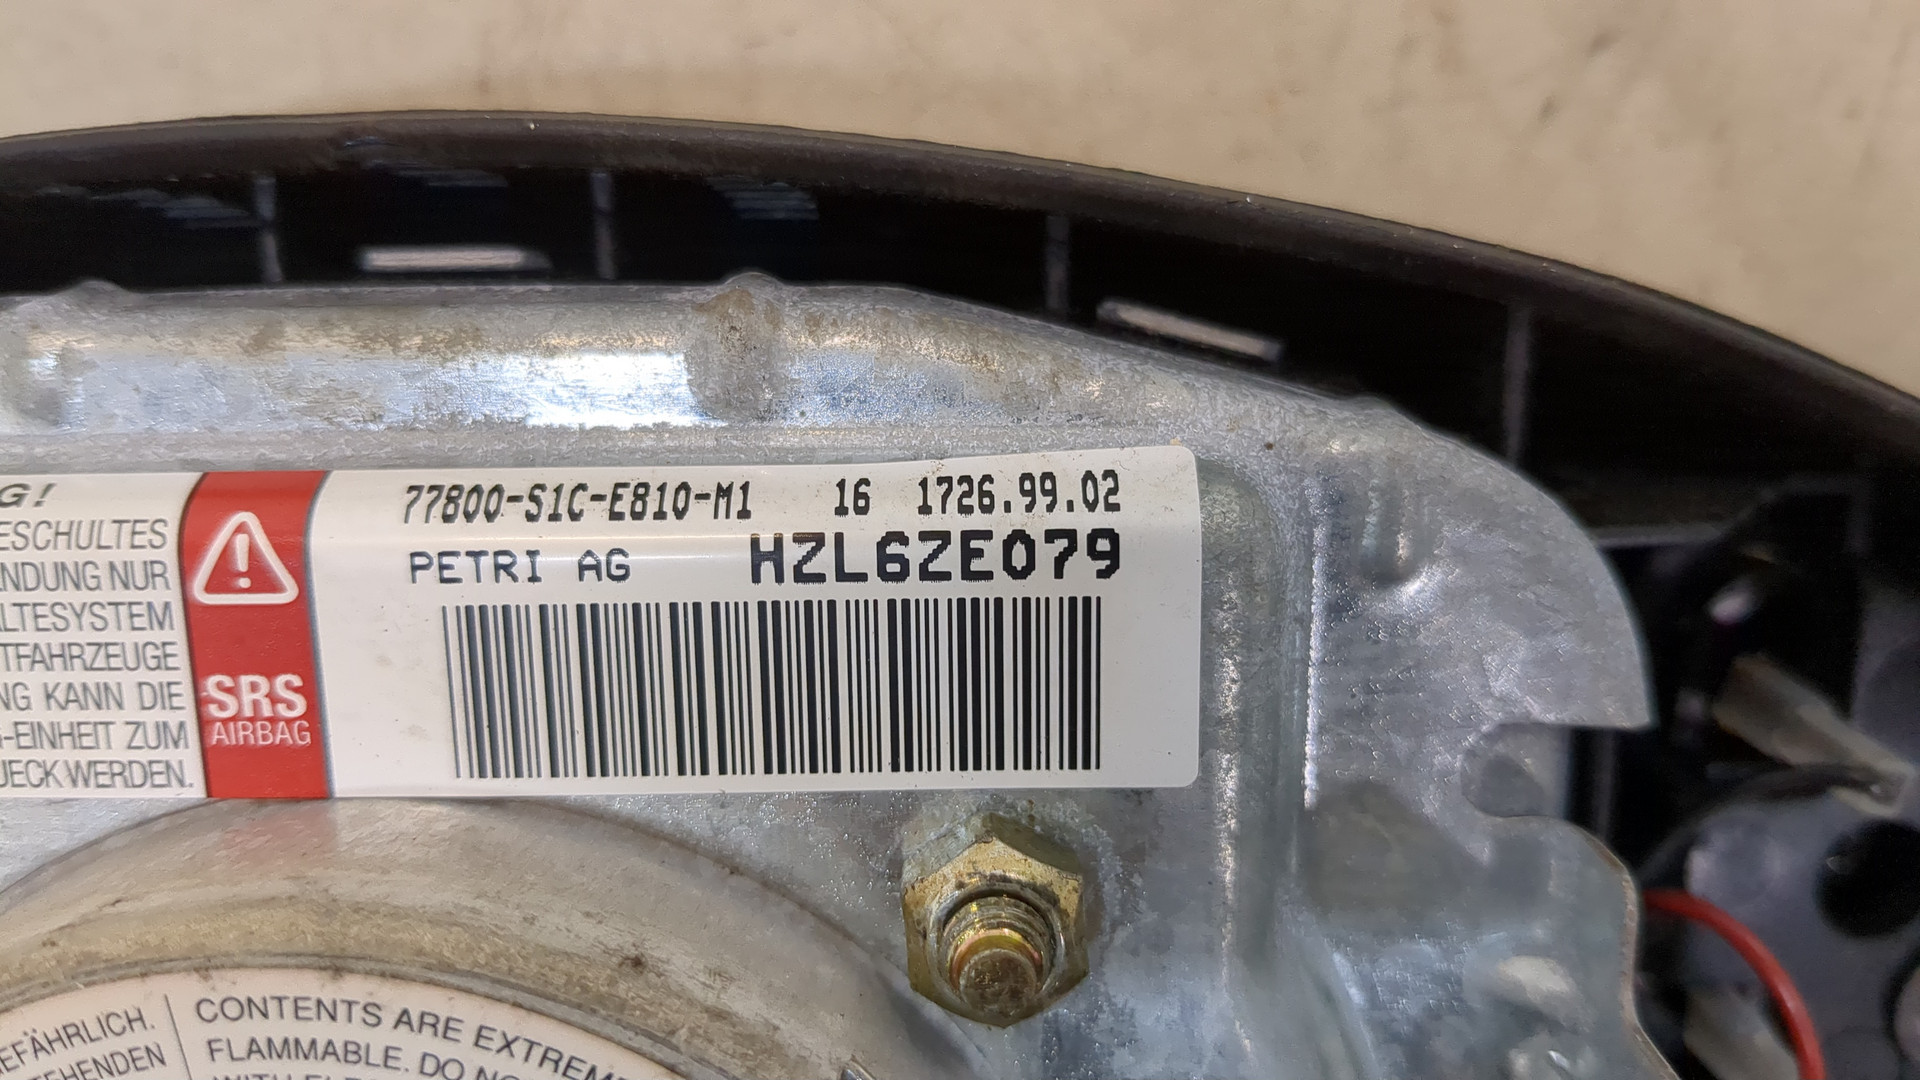 G!
ESCHULTES
NDUNG NUR
LTESYSTEM
TFAHRZEUGE
NG KANN DIE
-EINHEIT ZUM
UECK WERDEN.
SRS
AIRBAG
77800-S1C-E810-M1 16 1726.99.02
PETRI AG HZL6ZE079
EFÄHRLICH.
TEHENDEN
CONTENTS ARE EXTREME
FLAMMABLE. DO NO